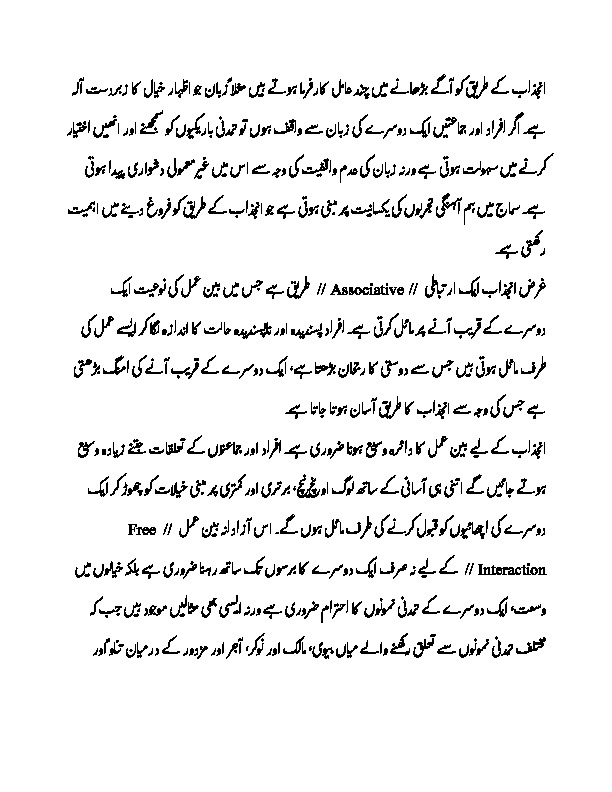 انجذاب کے طریق کو آگے بڑھانے میں چند عامل کارفرما ہوتے ہیں مثلاً زبان جو اظہار خیال کا زبردست آلہ
ہے۔ اگر افراد اور جماعتیں ایک دوسرے کی زبان سے واقف ہوں تو تمدنی باریکیوں کو سمجھنے اور انھیں اختیار
کرنے میں سہولت ہوتی ہے ورنہ زبان کی عدم واقفیت کی وجہ سے اس میں غیر معمولی دشواری پیدا ہوتی
ہے۔ سماج میں ہم آہنگی تجربوں کی یکسانیت پر مبنی ہوتی ہے جو انجذاب کے طریق کو فروغ دینے میں اہمیت
رکھتی ہے۔
غرض انجذاب ایک ارتباطی // Associative // طریق ہے جس میں بین عمل کی نوعیت ایک
دوسرے کے قریب آنے پر مائل کرتی ہے۔ افراد پسندیدہ اور ناپسندیدہ حالت کا اندازہ لگا کر ایسے عمل کی
طرف مائل ہوتی ہیں جس سے دوستی کا رجحان بڑھتا ہے، ایک دوسرے کے قریب آنے کی امنگ بڑھتی
ہے جس کی وجہ سے انجذاب کا طریق آسان ہوتا جاتا ہے۔
انجذاب کے لیے بین عمل کا دائرہ وسیع ہونا ضروری ہے۔ افراد اور جماعتوں کے تعلقات جتنے زیادہ وسیع
ہوتے جائیں گے اتنی ہی آسانی کے ساتھ لوگ اور نیچ نیچ، برتری اور کمتری پر مبنی خیلات کو چھوڑ کر ایک
دوسرے کی اچھائیوں کو قبول کرنے کی طرف مائل ہوں گے۔ اس آزادانہ بین عمل // Free
Interaction // کے لیے نہ صرف ایک دوسرے کا برسوں تک ساتھ رہنا ضروری ہے بلکہ خیالوں میں
وسعت، ایک دوسرے کے تمدنی نمونوں کا احترام ضروری ہے ورنہ ایسی بھی مثالیں موجود ہیں جب کہ
مختلف تمدنی نمونوں سے تعلق رکھنے والے میاں بیوی، مالک اور نوکر، آجر اور مزدور کے درمیان تناو اور